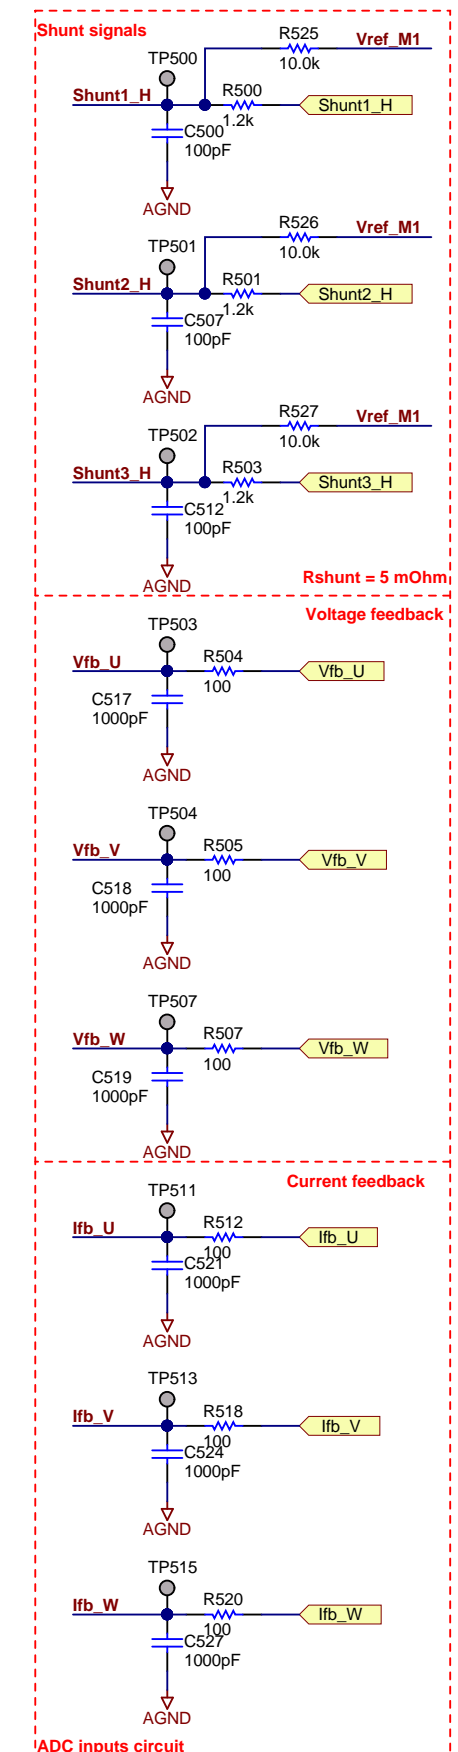 Shunt signals
R525
Vref_M1
10.0k
TP500
Shunt1_H
R500
1.2k
Shunt1_H
C500
100pF
AGND
R526
Vref_M1
10.0k
TP501
Shunt2_H
R501
1.2k
Shunt2_H
C507
100pF
AGND
R527
Vref_M1
10.0k
TP502
Shunt3_H
R503
1.2k
Shunt3_H
C512
100pF
AGND
Rshunt = 5 mOhm
Voltage feedback
TP503
Vfb_U
R504
100
Vfb_U
C517
1000pF
AGND
TP504
Vfb_V
R505
100
Vfb_V
C518
1000pF
AGND
TP507
Vfb_W
R507
100
Vfb_W
C519
1000pF
AGND
Current feedback
TP511
Ifb_U
R512
100
Ifb_U
C521
1000pF
AGND
TP513
Ifb_V
R518
100
Ifb_V
C524
1000pF
AGND
TP515
Ifb_W
R520
100
Ifb_W
C527
1000pF
AGND
ADC inputs circuit